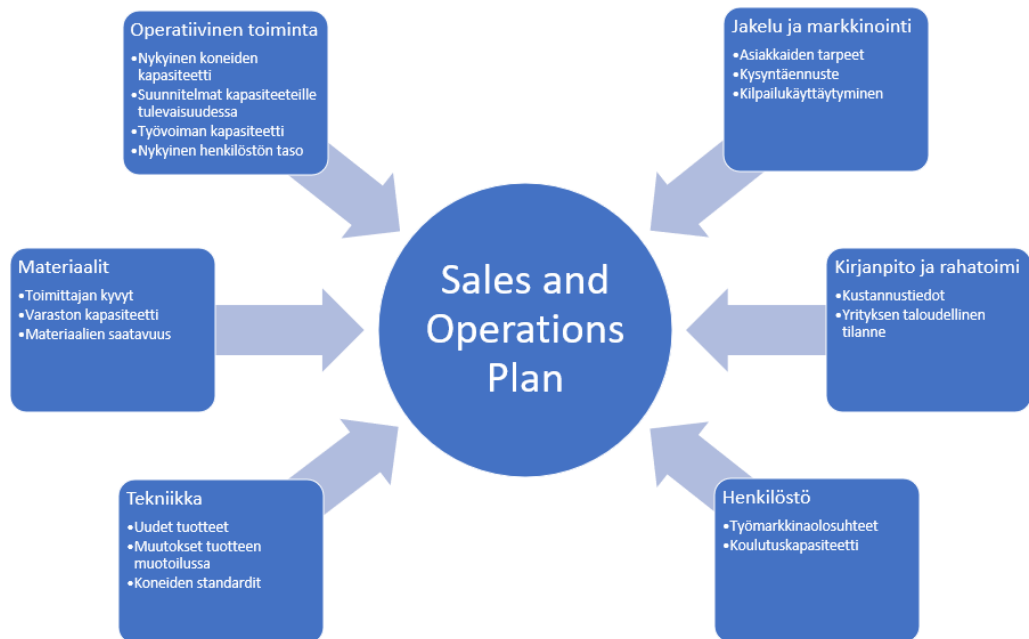 Operatiivinen toiminta
•Nykyinen koneiden
kapasiteetti
•Suunnitelmat kapasiteeteille
tulevaisuudessa
•Työvoiman kapasiteetti
•Nykyinen henkilöstön taso
Jakelu ja markkinointi
•Asiakkaiden tarpeet
•Kysyntäennuste
•Kilpailukäyttäytyminen
Materiaalit
•Toimittajan kyvyt
•Varaston kapasiteetti
•Materiaalien saatavuus
Sales and
Operations
Plan
Kirjanpito ja rahatoimi
•Kustannustiedot
•Yrityksen taloudellinen
tilanne
Tekniikka
•Uudet tuotteet
•Muutokset tuotteen
muotoilussa
•Koneiden standardit
Henkilöstö
•Työmarkkinaolosuhteet
•Koulutuskapasiteetti